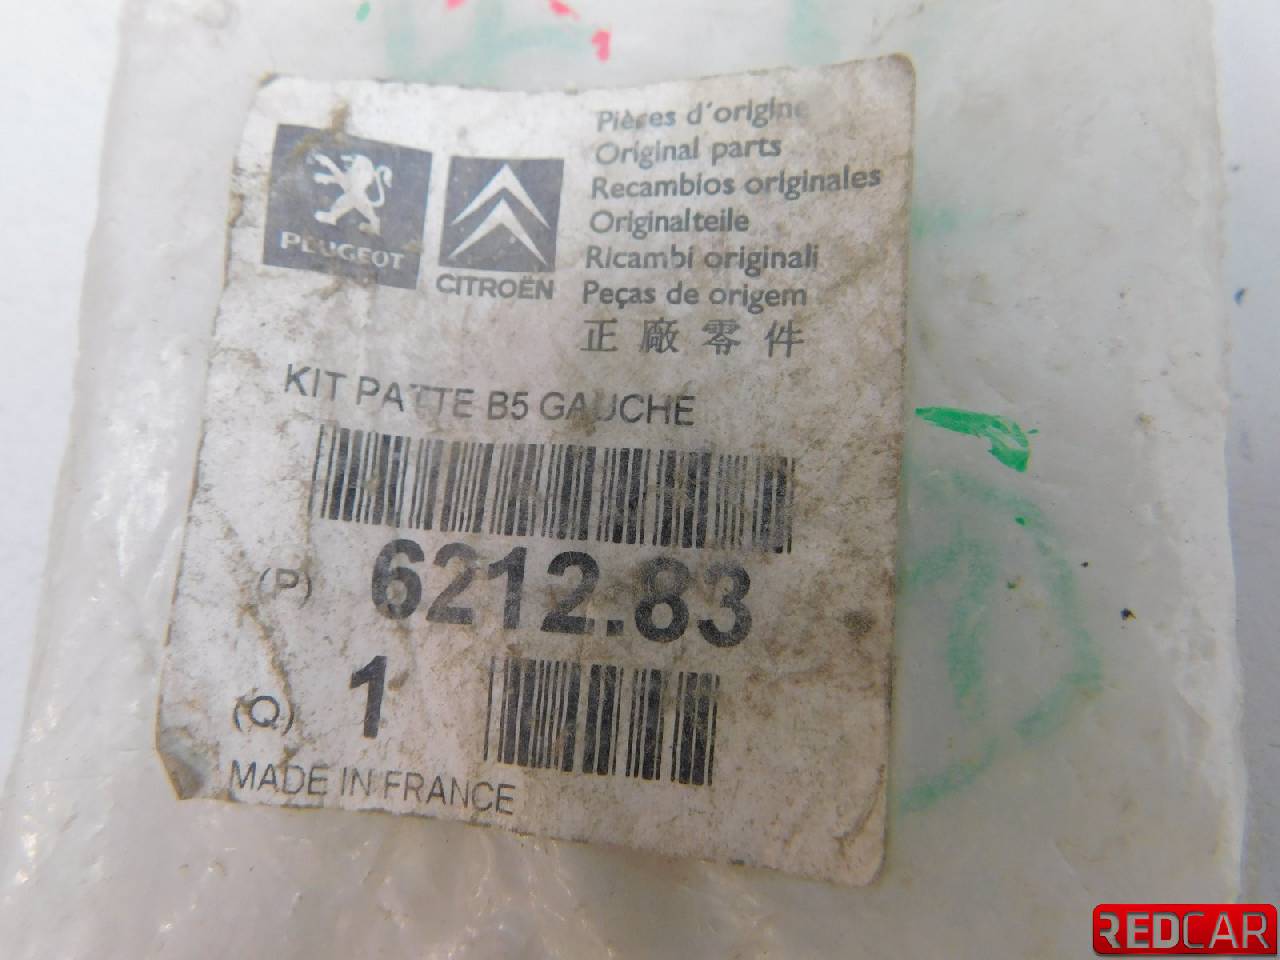 PEUGEOT
CITROËN
Pièces d'origine
Original parts
Recambios originales
Originalteile
Ricambi originali
Peças de origem
正廠零件
KIT PATTE B5 GAUCHE
(P) 6212.83
(Q) 1
MADE IN FRANCE
REDCAR